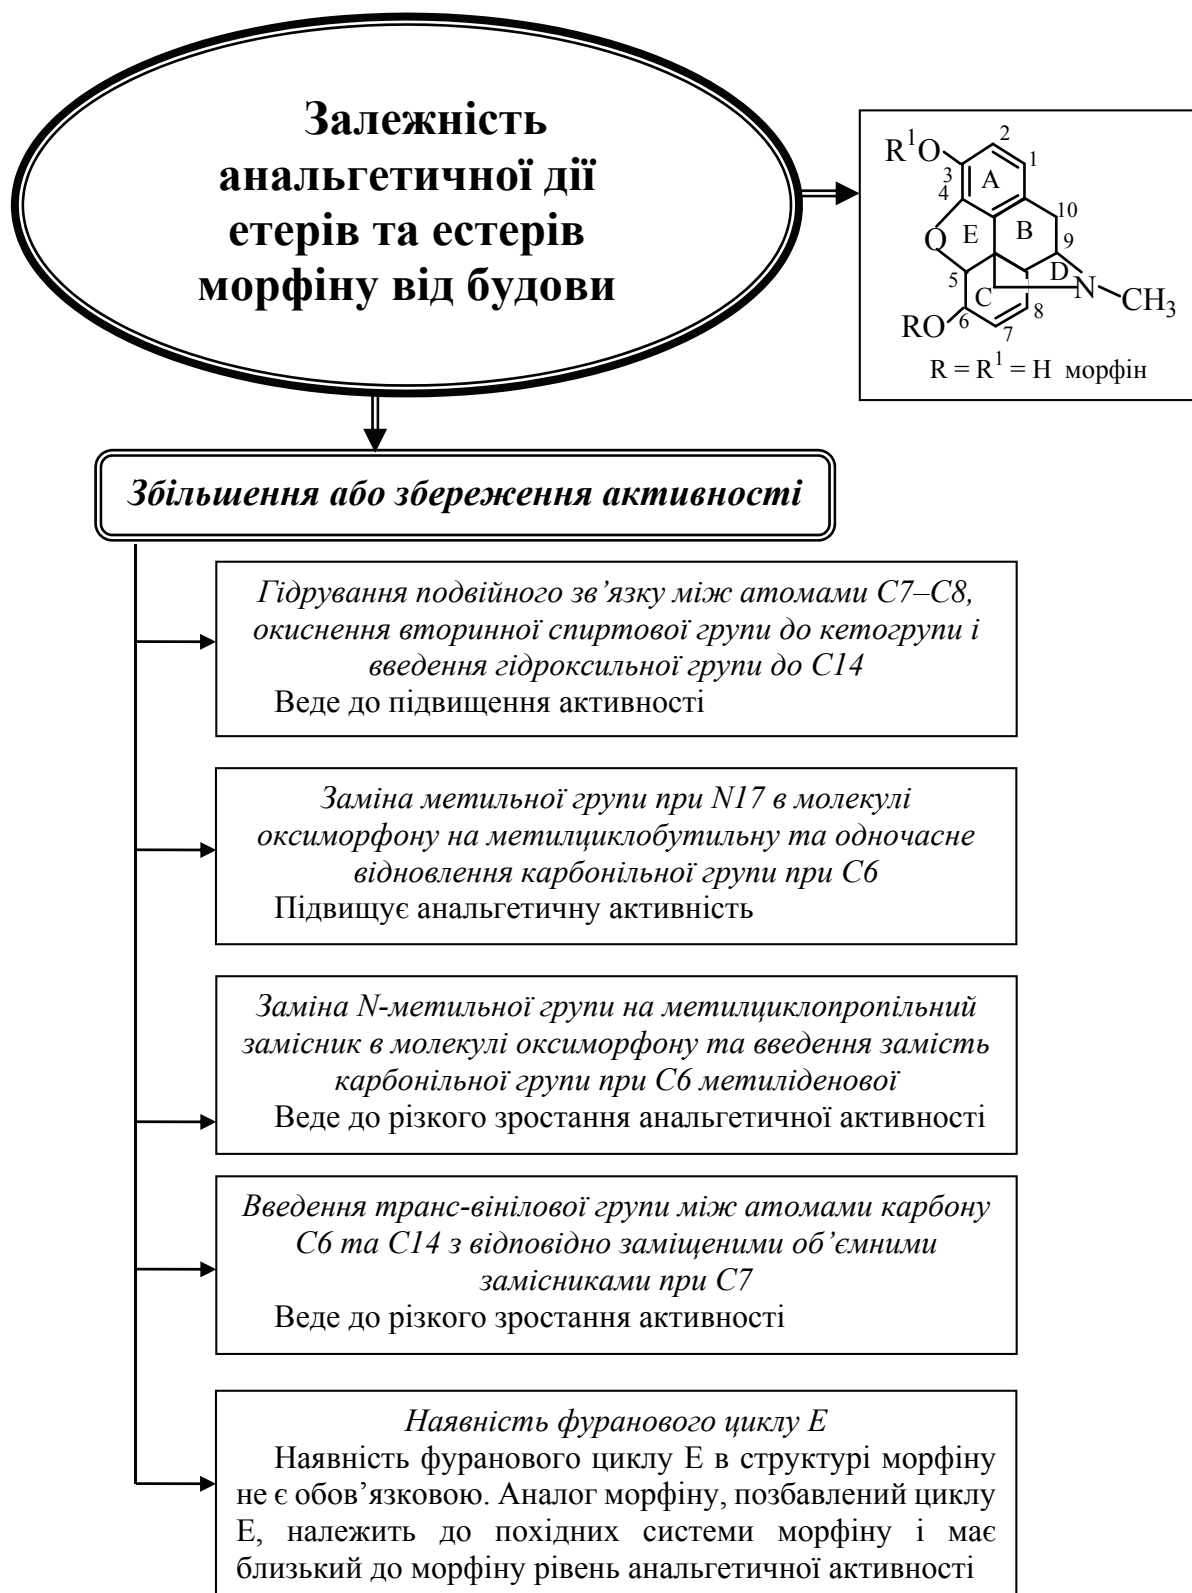 Залежність
анальгетичної дії
етерів та естерів
морфіну від будови
R¹O
2
1
3
A
4
10
O
E
B
9
5
D
C
N
CH₃
RO
6
8
7
R = R¹ = H морфін
Збільшення або збереження активності
Гідрування подвійного зв’язку між атомами С7–С8,
окиснення вторинної спиртової групи до кетогрупи і
введення гідроксильної групи до С14
Веде до підвищення активності
Заміна метильної групи при N17 в молекулі
оксиморфону на метилциклобутильну та одночасне
відновлення карбонільної групи при С6
Підвищує анальгетичну активність
Заміна N-метильної групи на метилциклопропільний
замісник в молекулі оксиморфону та введення замість
карбонільної групи при С6 метиліденової
Веде до різкого зростання анальгетичної активності
Введення транс-вінілової групи між атомами карбону
С6 та С14 з відповідно заміщеними об’ємними
замісниками при С7
Веде до різкого зростання активності
Наявність фуранового циклу Е
Наявність фуранового циклу Е в структурі морфіну
не є обов’язковою. Аналог морфіну, позбавлений циклу
Е, належить до похідних системи морфіну і має
близький до морфіну рівень анальгетичної активності